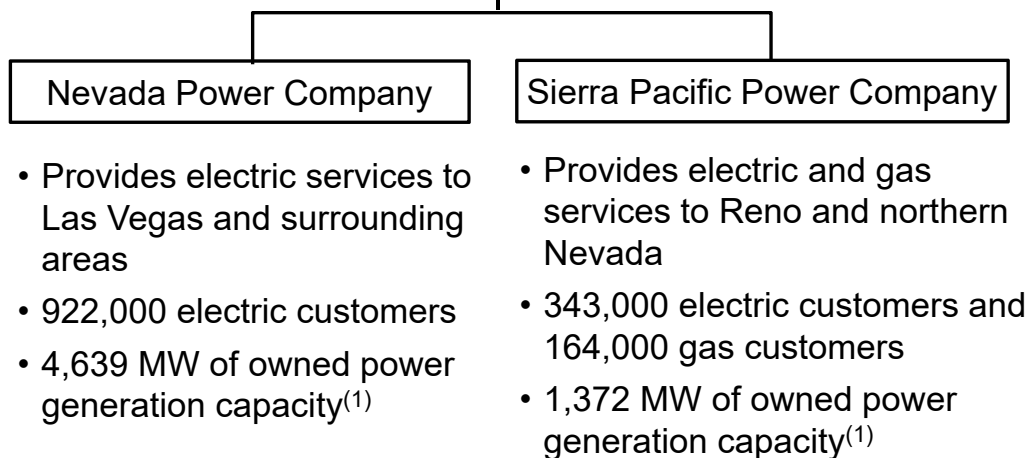 Nevada Power Company
• Provides electric services to
Las Vegas and surrounding
areas
• 922,000 electric customers
• 4,639 MW of owned power
generation capacity(1)
Sierra Pacific Power Company
• Provides electric and gas
services to Reno and northern
Nevada
• 343,000 electric customers and
164,000 gas customers
• 1,372 MW of owned power
generation capacity(1)